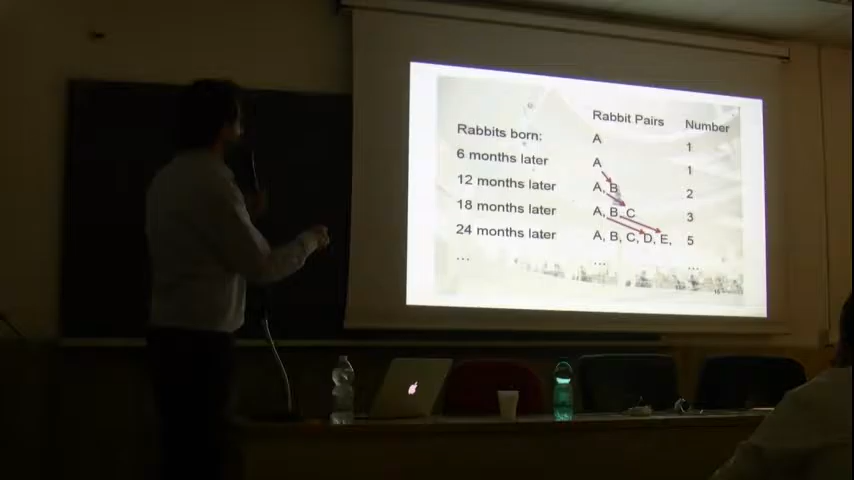 Rabbit Pairs Number
Rabbits born: A 1
6 months later A 1
12 months later A, B 2
18 months later A, B, C 3
24 months later A, B, C, D, E, 5
... ... ...